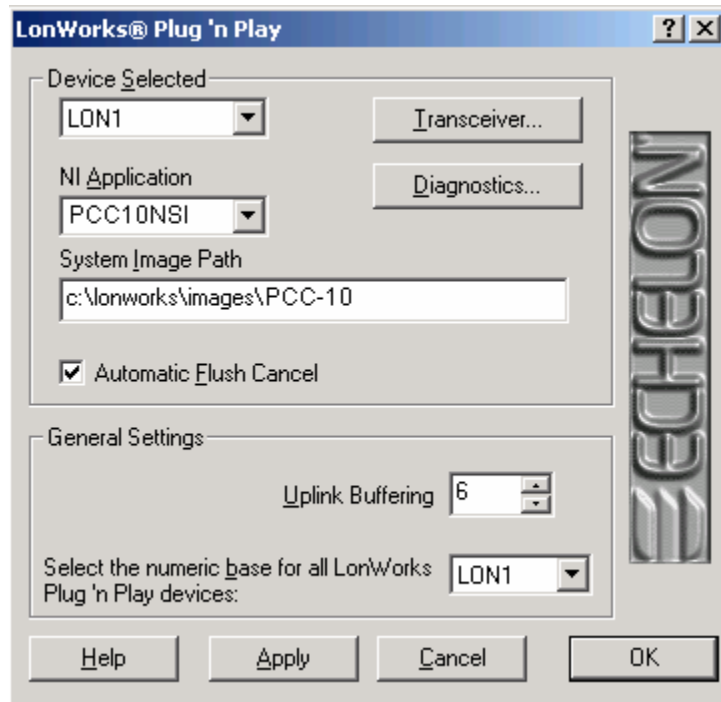 LonWorks® Plug 'n Play
Device Selected
LON1
Transceiver...
NI Application
Diagnostics...
PCC10NSI
System Image Path
c:\lonworks\images\PCC-10
Automatic Flush Cancel
General Settings
Uplink Buffering 6
Select the numeric base for all LonWorks
Plug 'n Play devices:
LON1
Help
Apply
Cancel
OK
ECHELON